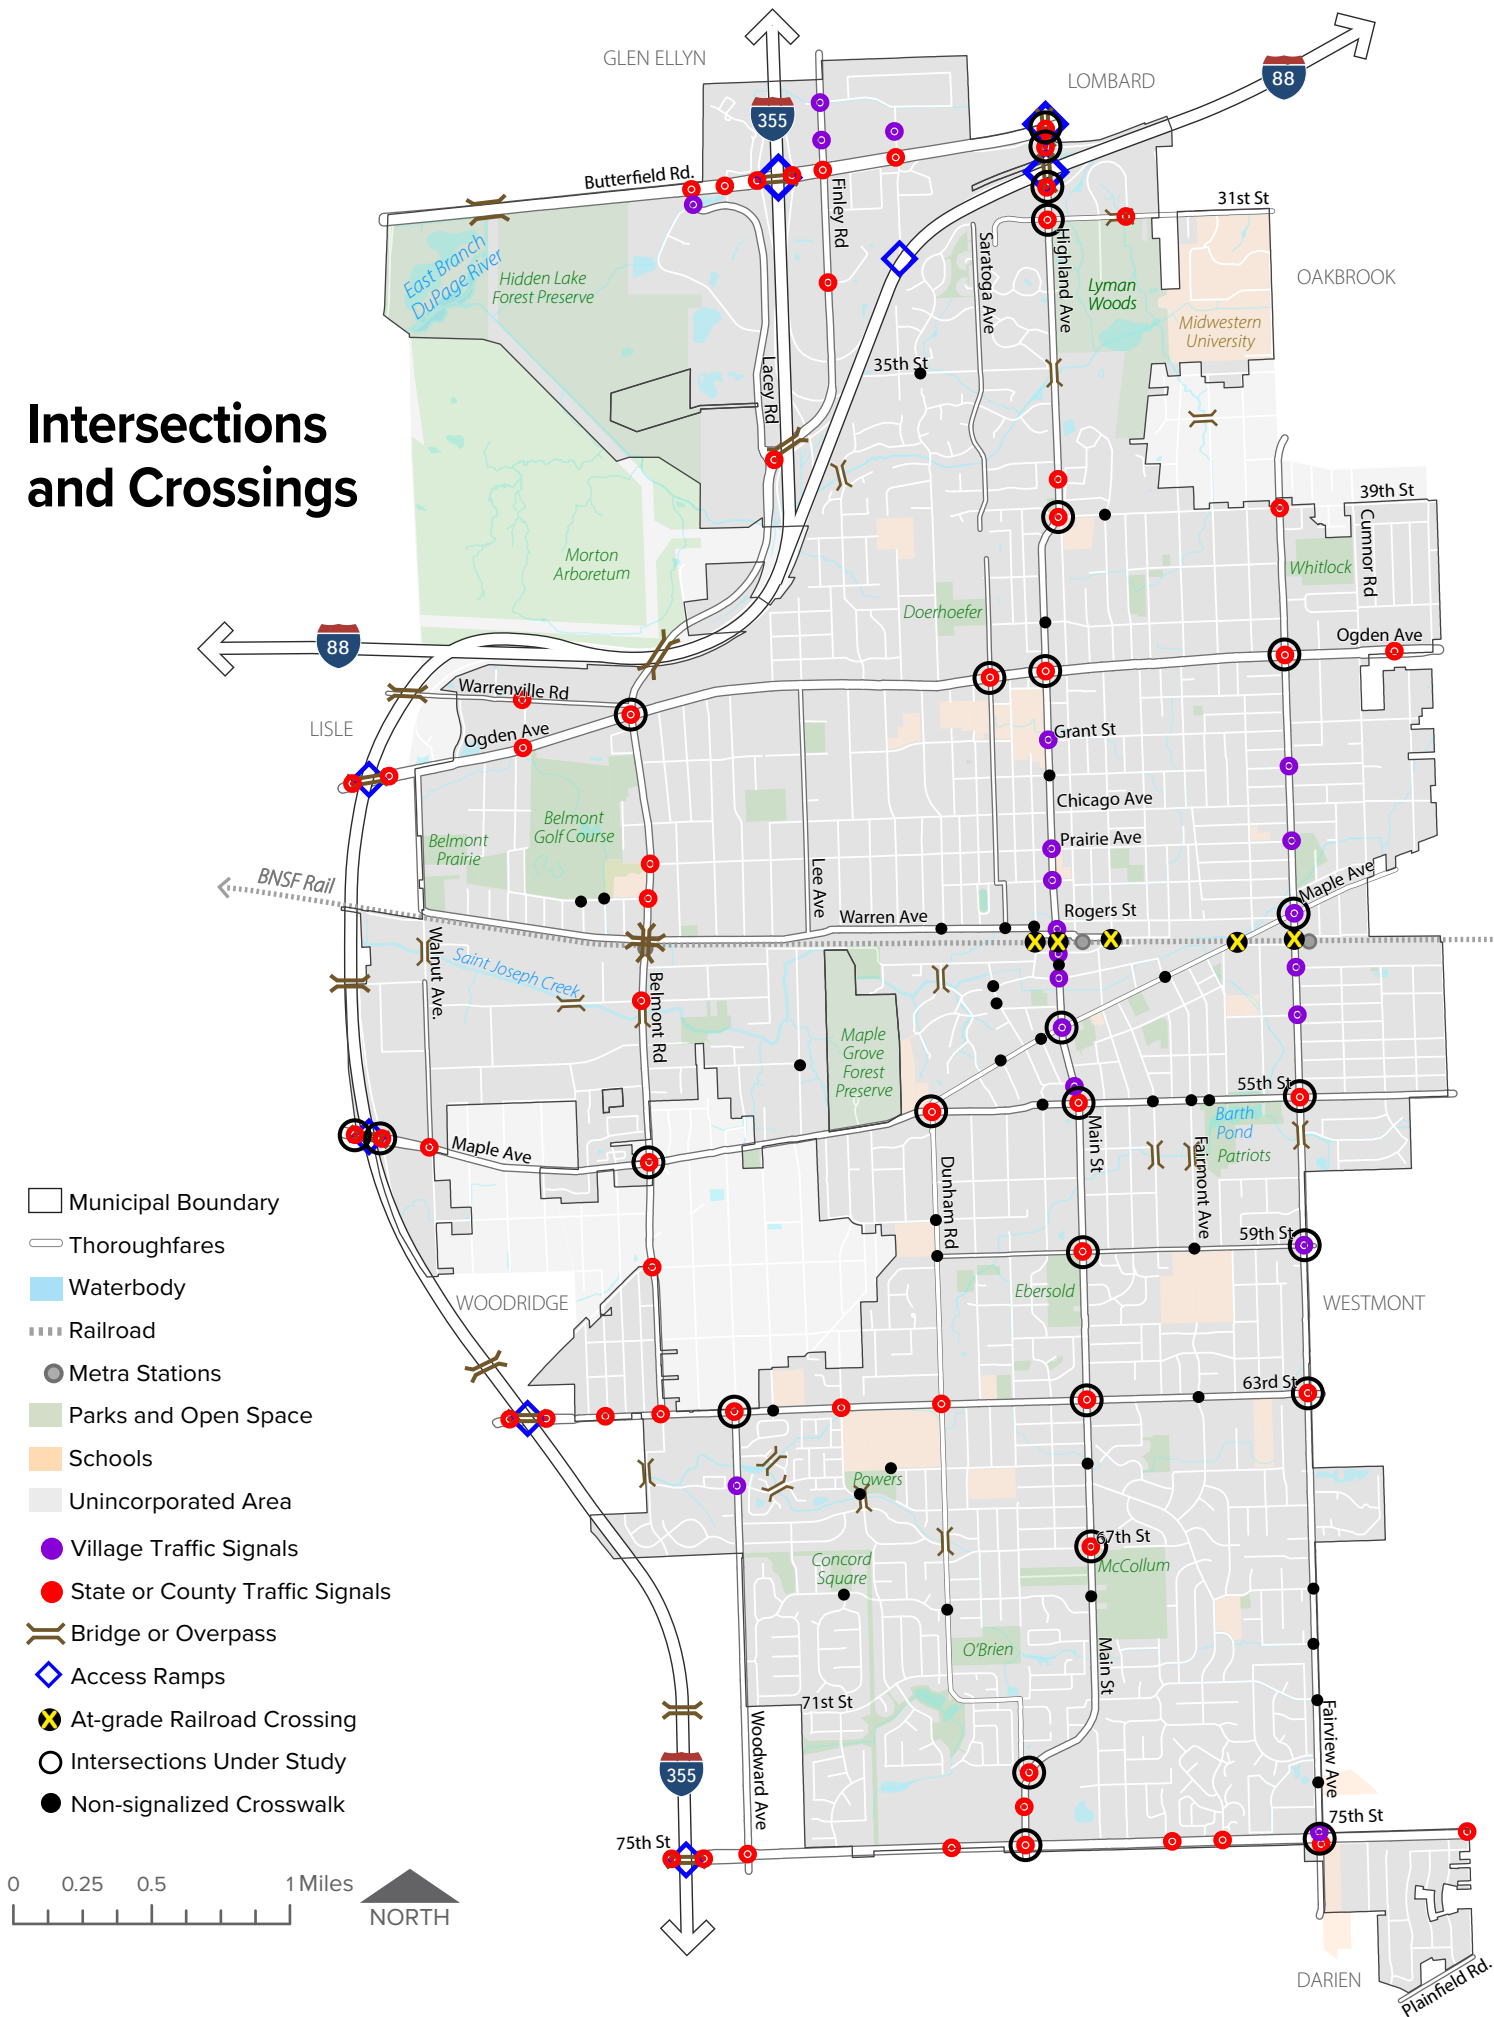 GLEN ELLYN
LOMBARD
88
355
Butterfield Rd.
Finley Rd
31st St
East Branch
DuPage River
Hidden Lake
Forest Preserve
Saratoga Ave
Highland Ave
Lyman
Woods
OAKBROOK
Midwestern
University
35th St
Lacey Rd
Intersections
and Crossings
39th St
Cumnor Rd
Morton
Arboretum
Whitlock
Doerhoefer
88
Ogden Ave
Warrenville Rd
LISLE
Ogden Ave
Grant St
Chicago Ave
Belmont
Golf Course
Belmont
Prairie
Prairie Ave
BNSF Rail
Lee Ave
Maple Ave
Warren Ave
Rogers St
Walnut Ave.
Saint Joseph Creek
Belmont Rd
Maple
Grove
Forest
Preserve
55th St
Barth
Pond
Patriots
Main St
Fairmont Ave
Maple Ave
Dunham Rd
59th St
Municipal Boundary
Thoroughfares
Waterbody
Railroad
Metra Stations
Parks and Open Space
Schools
Unincorporated Area
Village Traffic Signals
State or County Traffic Signals
Bridge or Overpass
Access Ramps
At-grade Railroad Crossing
Intersections Under Study
Non-signalized Crosswalk
Ebersold
WOODRIDGE
WESTMONT
63rd St
Powers
67th St
Concord
Square
McCollum
O'Brien
Main St
71st St
Woodward Ave
Fairview Ave
355
75th St
75th St
0
0.25
0.5
1 Miles
NORTH
DARIEN
Plainfield Rd.